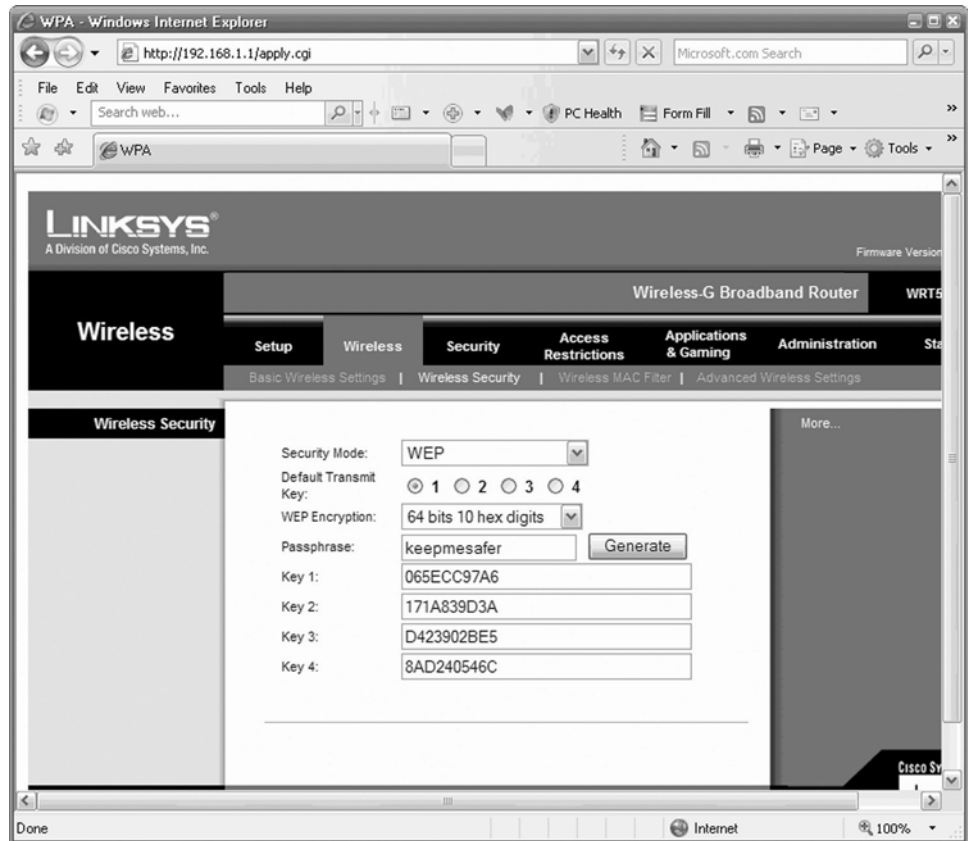 WPA - Windows Internet Explorer
http://192.168.1.1/apply.cgi
Microsoft.com Search
File Edit View Favorites Tools Help
Search web...
PC Health Form Fill
WPA
Page Tools
LINKSYS®
A Division of Cisco Systems, Inc.
Firmware Version
Wireless-G Broadband Router WRT5
Wireless
Setup Wireless Security Access Restrictions Applications & Gaming Administration Sta
Basic Wireless Settings | Wireless Security | Wireless MAC Filter | Advanced Wireless Settings
Wireless Security
More...
Security Mode: WEP
Default Transmit Key: 1 2 3 4
WEP Encryption: 64 bits 10 hex digits
Passphrase: keepmesafer Generate
Key 1: 065ECC97A6
Key 2: 171A839D3A
Key 3: D423902BE5
Key 4: 8AD240546C
Cisco Sy
Done Internet 100%